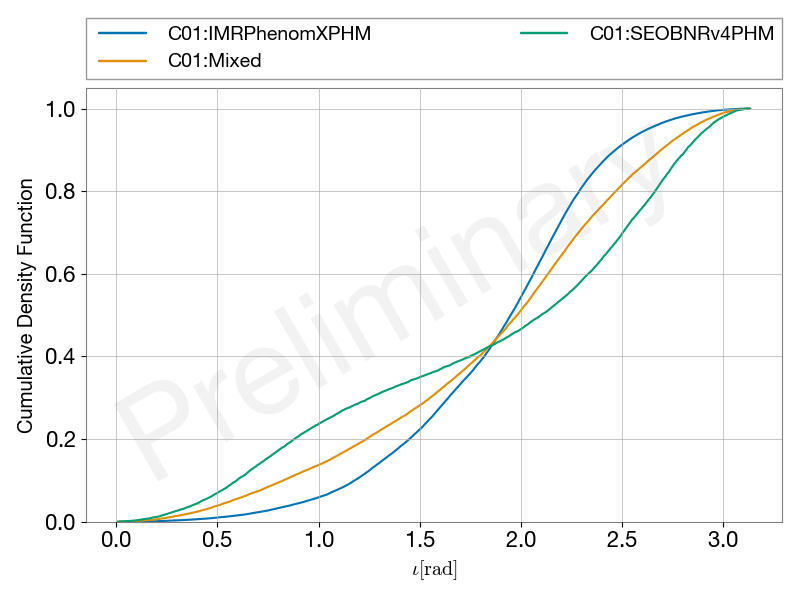 C01:IMRPhenomXPHM
C01:Mixed
C01:SEOBNRv4PHM
Preliminary
Cumulative Density Function
1.0
0.8
0.6
0.4
0.2
0.0
0.0 0.5 1.0 1.5 2.0 2.5 3.0
ι[rad]